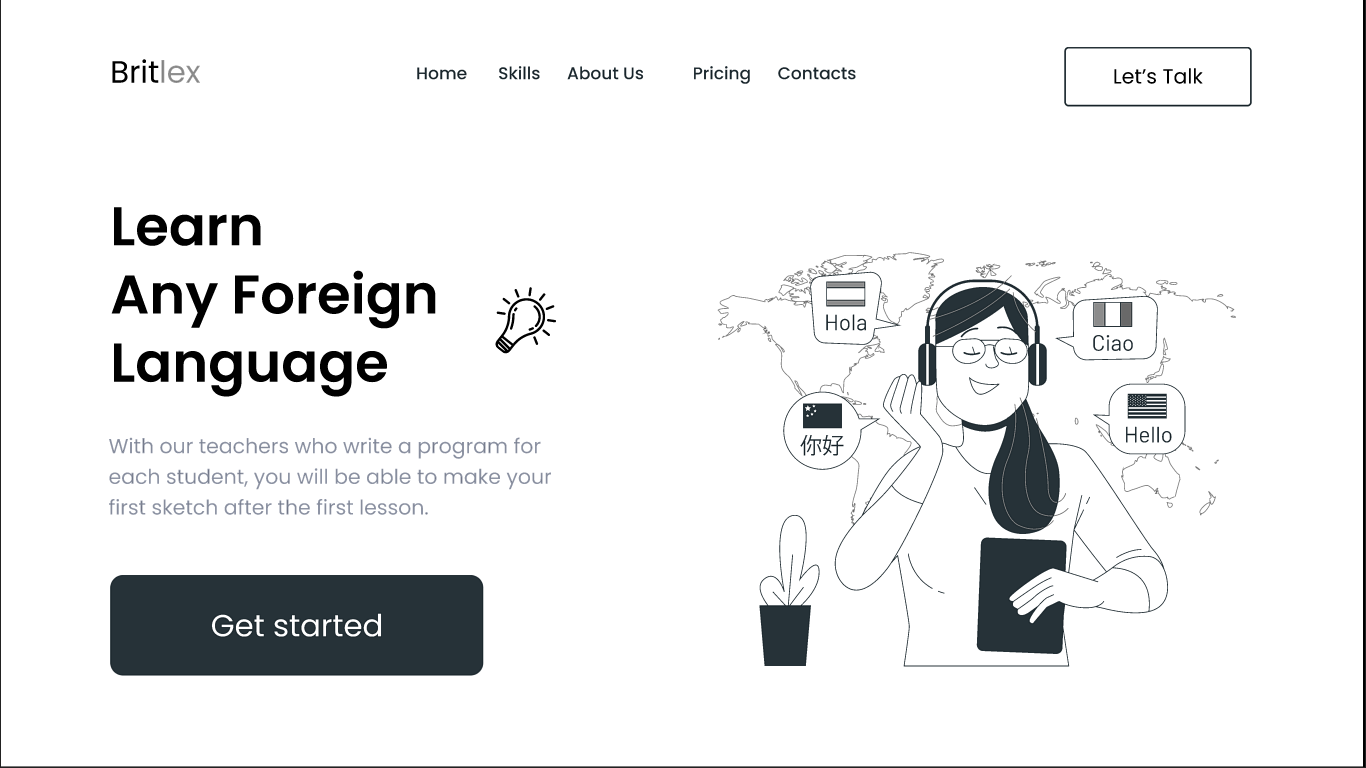 Britlex
Home Skills About Us Pricing Contacts
Let's Talk
Learn
Any Foreign
Language
With our teachers who write a program for
each student, you will be able to make your
first sketch after the first lesson.
Get started
Hola
Ciao
你好
Hello